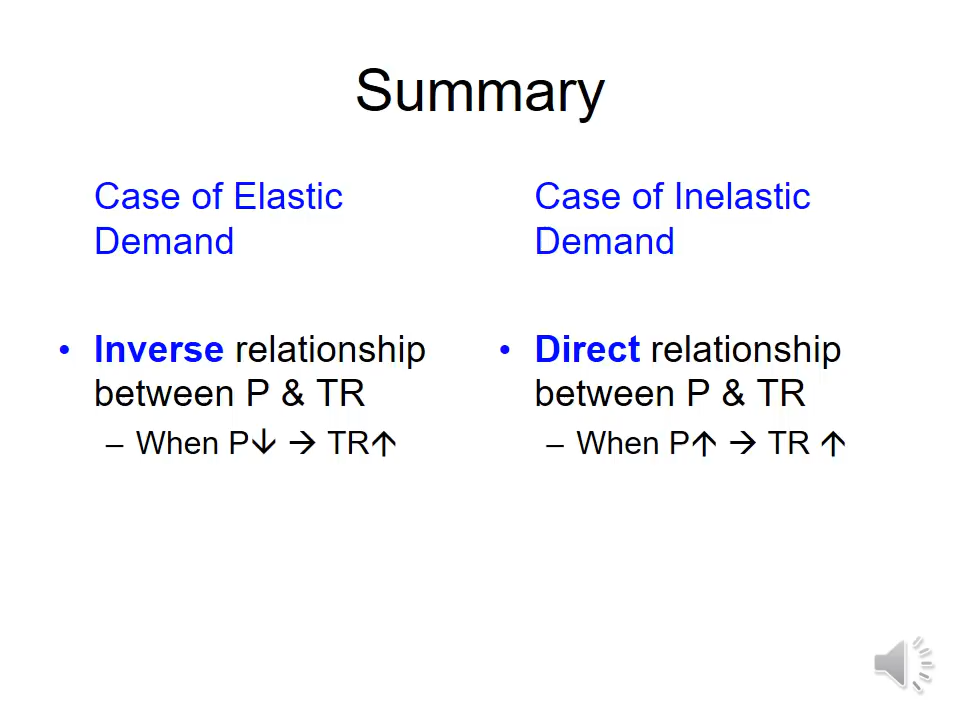 Summary
Case of Elastic
Demand
• Inverse relationship
between P & TR
– When P↓ → TR↑
Case of Inelastic
Demand
• Direct relationship
between P & TR
– When P↑ → TR ↑